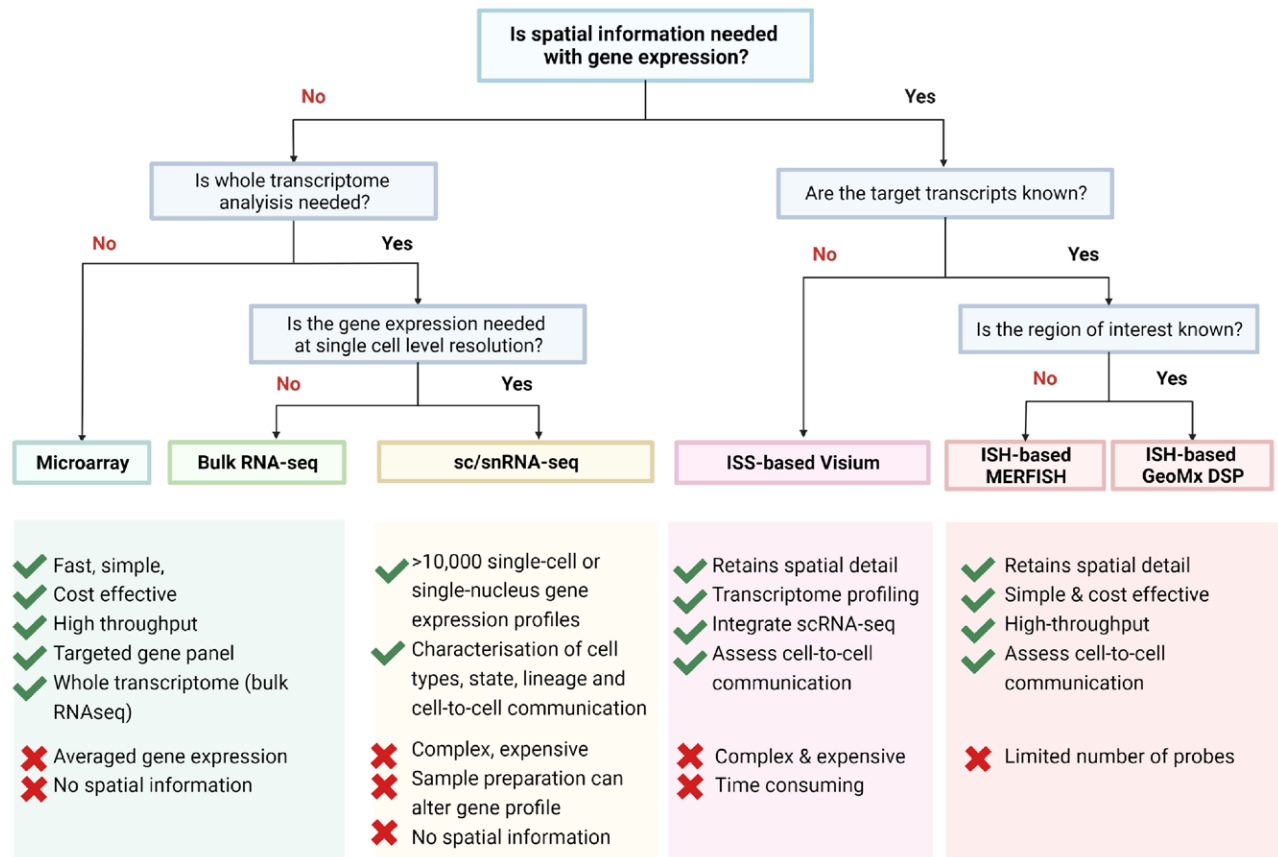 Is spatial information needed
with gene expression?
No
Yes
Is whole transcriptome
analyisis needed?
Are the target transcripts known?
No
Yes
No
Yes
Is the gene expression needed
at single cell level resolution?
Is the region of interest known?
No
Yes
No
Yes
Microarray
Bulk RNA-seq
sc/snRNA-seq
ISS-based Visium
ISH-based
MERFISH
ISH-based
GeoMx DSP
Fast, simple,
Cost effective
High throughput
Targeted gene panel
Whole transcriptome (bulk
RNAseq)
Averaged gene expression
No spatial information
>10,000 single-cell or
single-nucleus gene
expression profiles
Characterisation of cell
types, state, lineage and
cell-to-cell communication
Complex, expensive
Sample preparation can
alter gene profile
No spatial information
Retains spatial detail
Transcriptome profiling
Integrate scRNA-seq
Assess cell-to-cell
communication
Complex & expensive
Time consuming
Retains spatial detail
Simple & cost effective
High-throughput
Assess cell-to-cell
communication
Limited number of probes